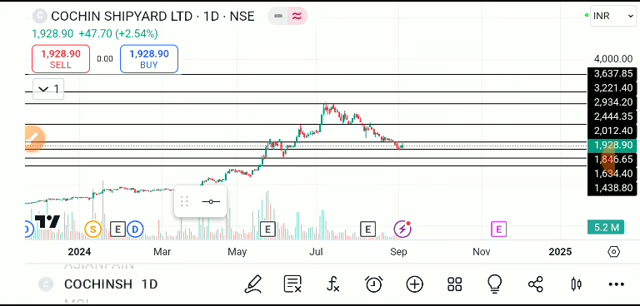 COCHIN SHIPYARD LTD · 1D · NSE
INR
1,928.90 +47.70 (+2.54%)
1,928.90
SELL
0.00
1,928.90
BUY
1
4,000.00
3,637.85
3,221.40
2,934.20
2,444.35
2,012.40
1,928.90
1,846.65
1,634.40
1,438.80
5.2 M
D
S
E
D
E
E
E
2024
Mar
May
Jul
Sep
Nov
2025
ASIANPAIN
COCHINSH 1D